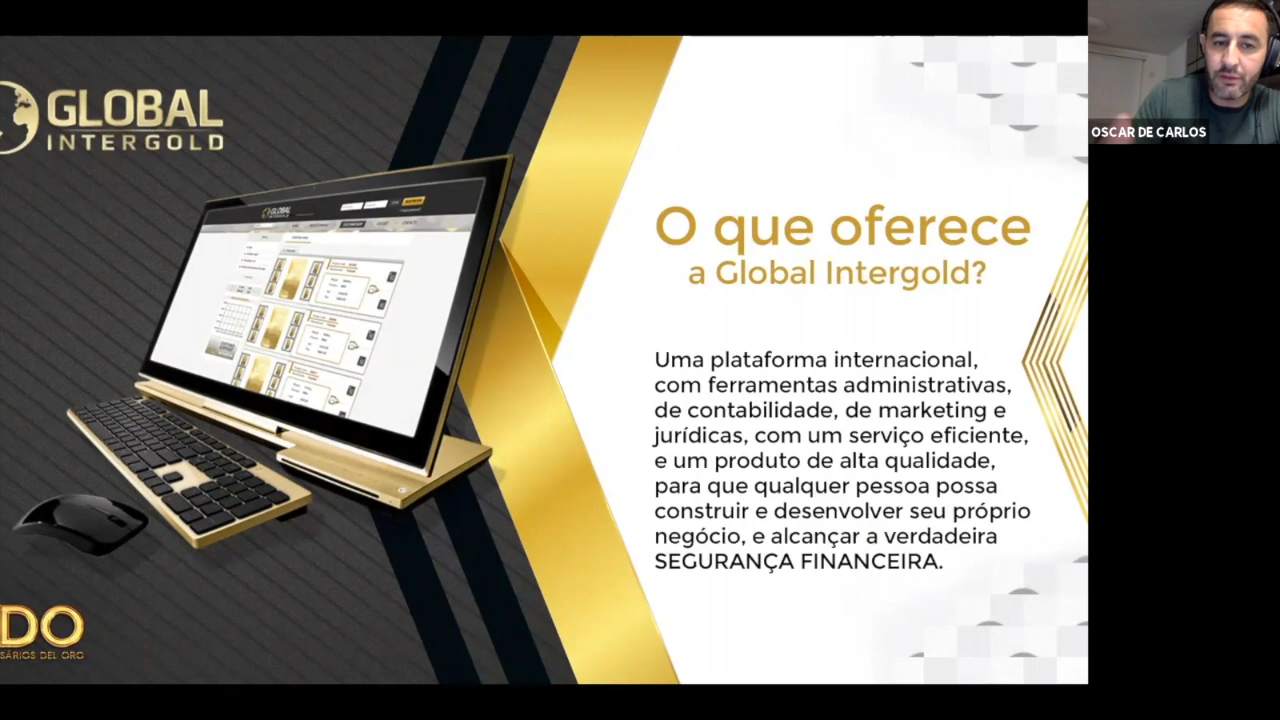 GLOBAL
INTERGOLD
GLOBAL
INTERGOLD
O que oferece
a Global Intergold?
Uma plataforma internacional,
com ferramentas administrativas,
de contabilidade, de marketing e
jurídicas, com um serviço eficiente,
e um produto de alta qualidade,
para que qualquer pessoa possa
construir e desenvolver seu próprio
negócio, e alcançar a verdadeira
SEGURANÇA FINANCEIRA.
DO
SÁRIOS DEL ORO
OSCAR DE CARLOS